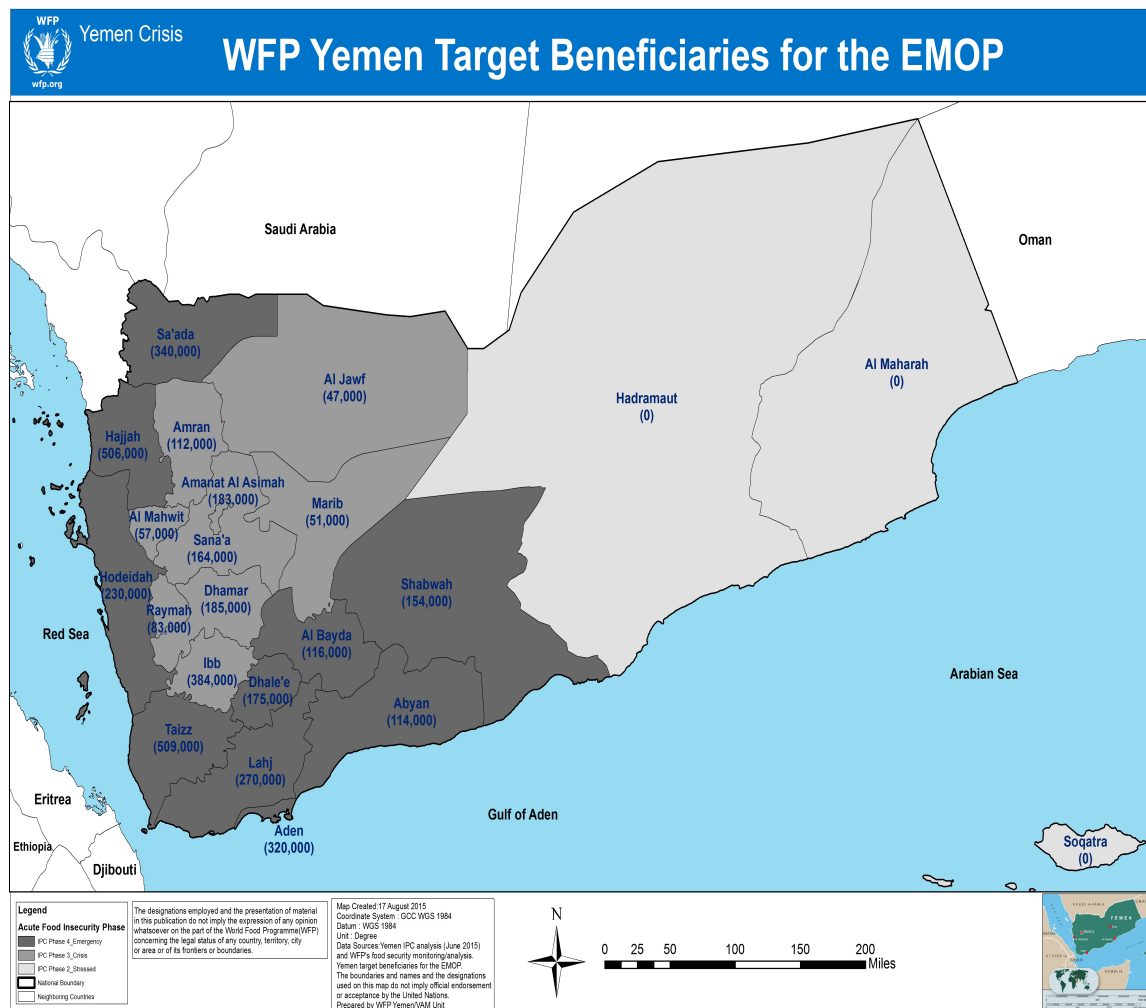 WFP
wfp.org
Yemen Crisis
WFP Yemen Target Beneficiaries for the EMOP
Saudi Arabia
Oman
Sa'ada
(340,000)
Al Jawf
(47,000)
Al Maharah
(0)
Hadramaut
(0)
Hajjah
(506,000)
Amran
(112,000)
Amanat Al Asimah
(183,000)
Marib
(51,000)
Al Mahwit
(57,000)
Sana'a
(164,000)
Hodeidah
(230,000)
Dhamar
(185,000)
Shabwah
(154,000)
Raymah
(83,000)
Red Sea
Al Bayda
(116,000)
Ibb
(384,000)
Dhale'e
(175,000)
Arabian Sea
Abyan
(114,000)
Taizz
(509,000)
Lahj
(270,000)
Eritrea
Gulf of Aden
Aden
(320,000)
Ethiopia
Djibouti
Soqatra
(0)
Legend
Acute Food Insecurity Phase
IPC Phase 4_Emergency
IPC Phase 3_Crisis
IPC Phase 2_Stressed
National Boundary
Neighboring Countries
The designations employed and the presentation of material
in this publication do not imply the expression of any opinion
whatsoever on the part of the World Food Programme(WFP)
concerning the legal status of any country, territory, city
or area or of its frontiers or boundaries.
Map Created:17 August 2015
Coordinate System : GCC WGS 1984
Datum : WGS 1984
Unit : Degree
Data Sources:Yemen IPC analysis (June 2015)
and WFP's food security monitoring/analysis.
Yemen target beneficiaries for the EMOP.
The boundaries and names and the designations
used on this map do not imply official endorsement
or acceptance by the United Nations.
Prepared by WFP Yemen/VAM Unit
N
0 25 50 100 150 200
Miles
SAUDI ARABIA
YEMEN